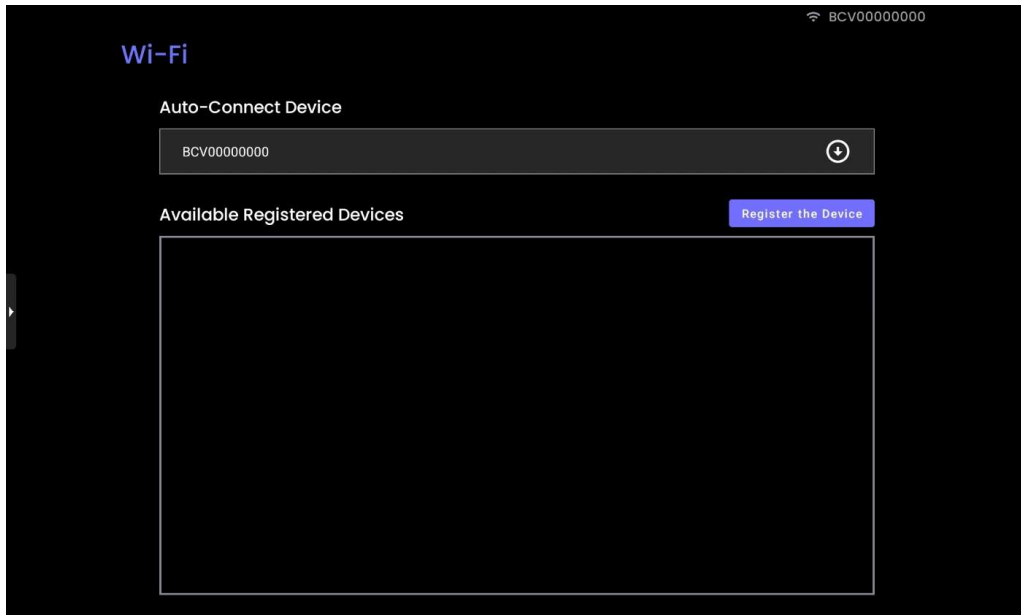 BCV00000000
Wi-Fi
Auto-Connect Device
BCV00000000
Available Registered Devices
Register the Device